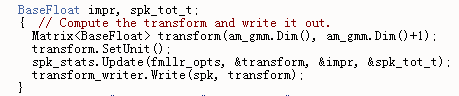 BaseFloat impr, spk_tot_t;
{  // Compute the transform and write it out.
  Matrix<BaseFloat> transform(am_gmm.Dim(), am_gmm.Dim()+1);
  transform.SetUnit();
  spk_stats.Update(fmllr_opts, &transform, &impr, &spk_tot_t);
  transform_writer.Write(spk, transform);
}